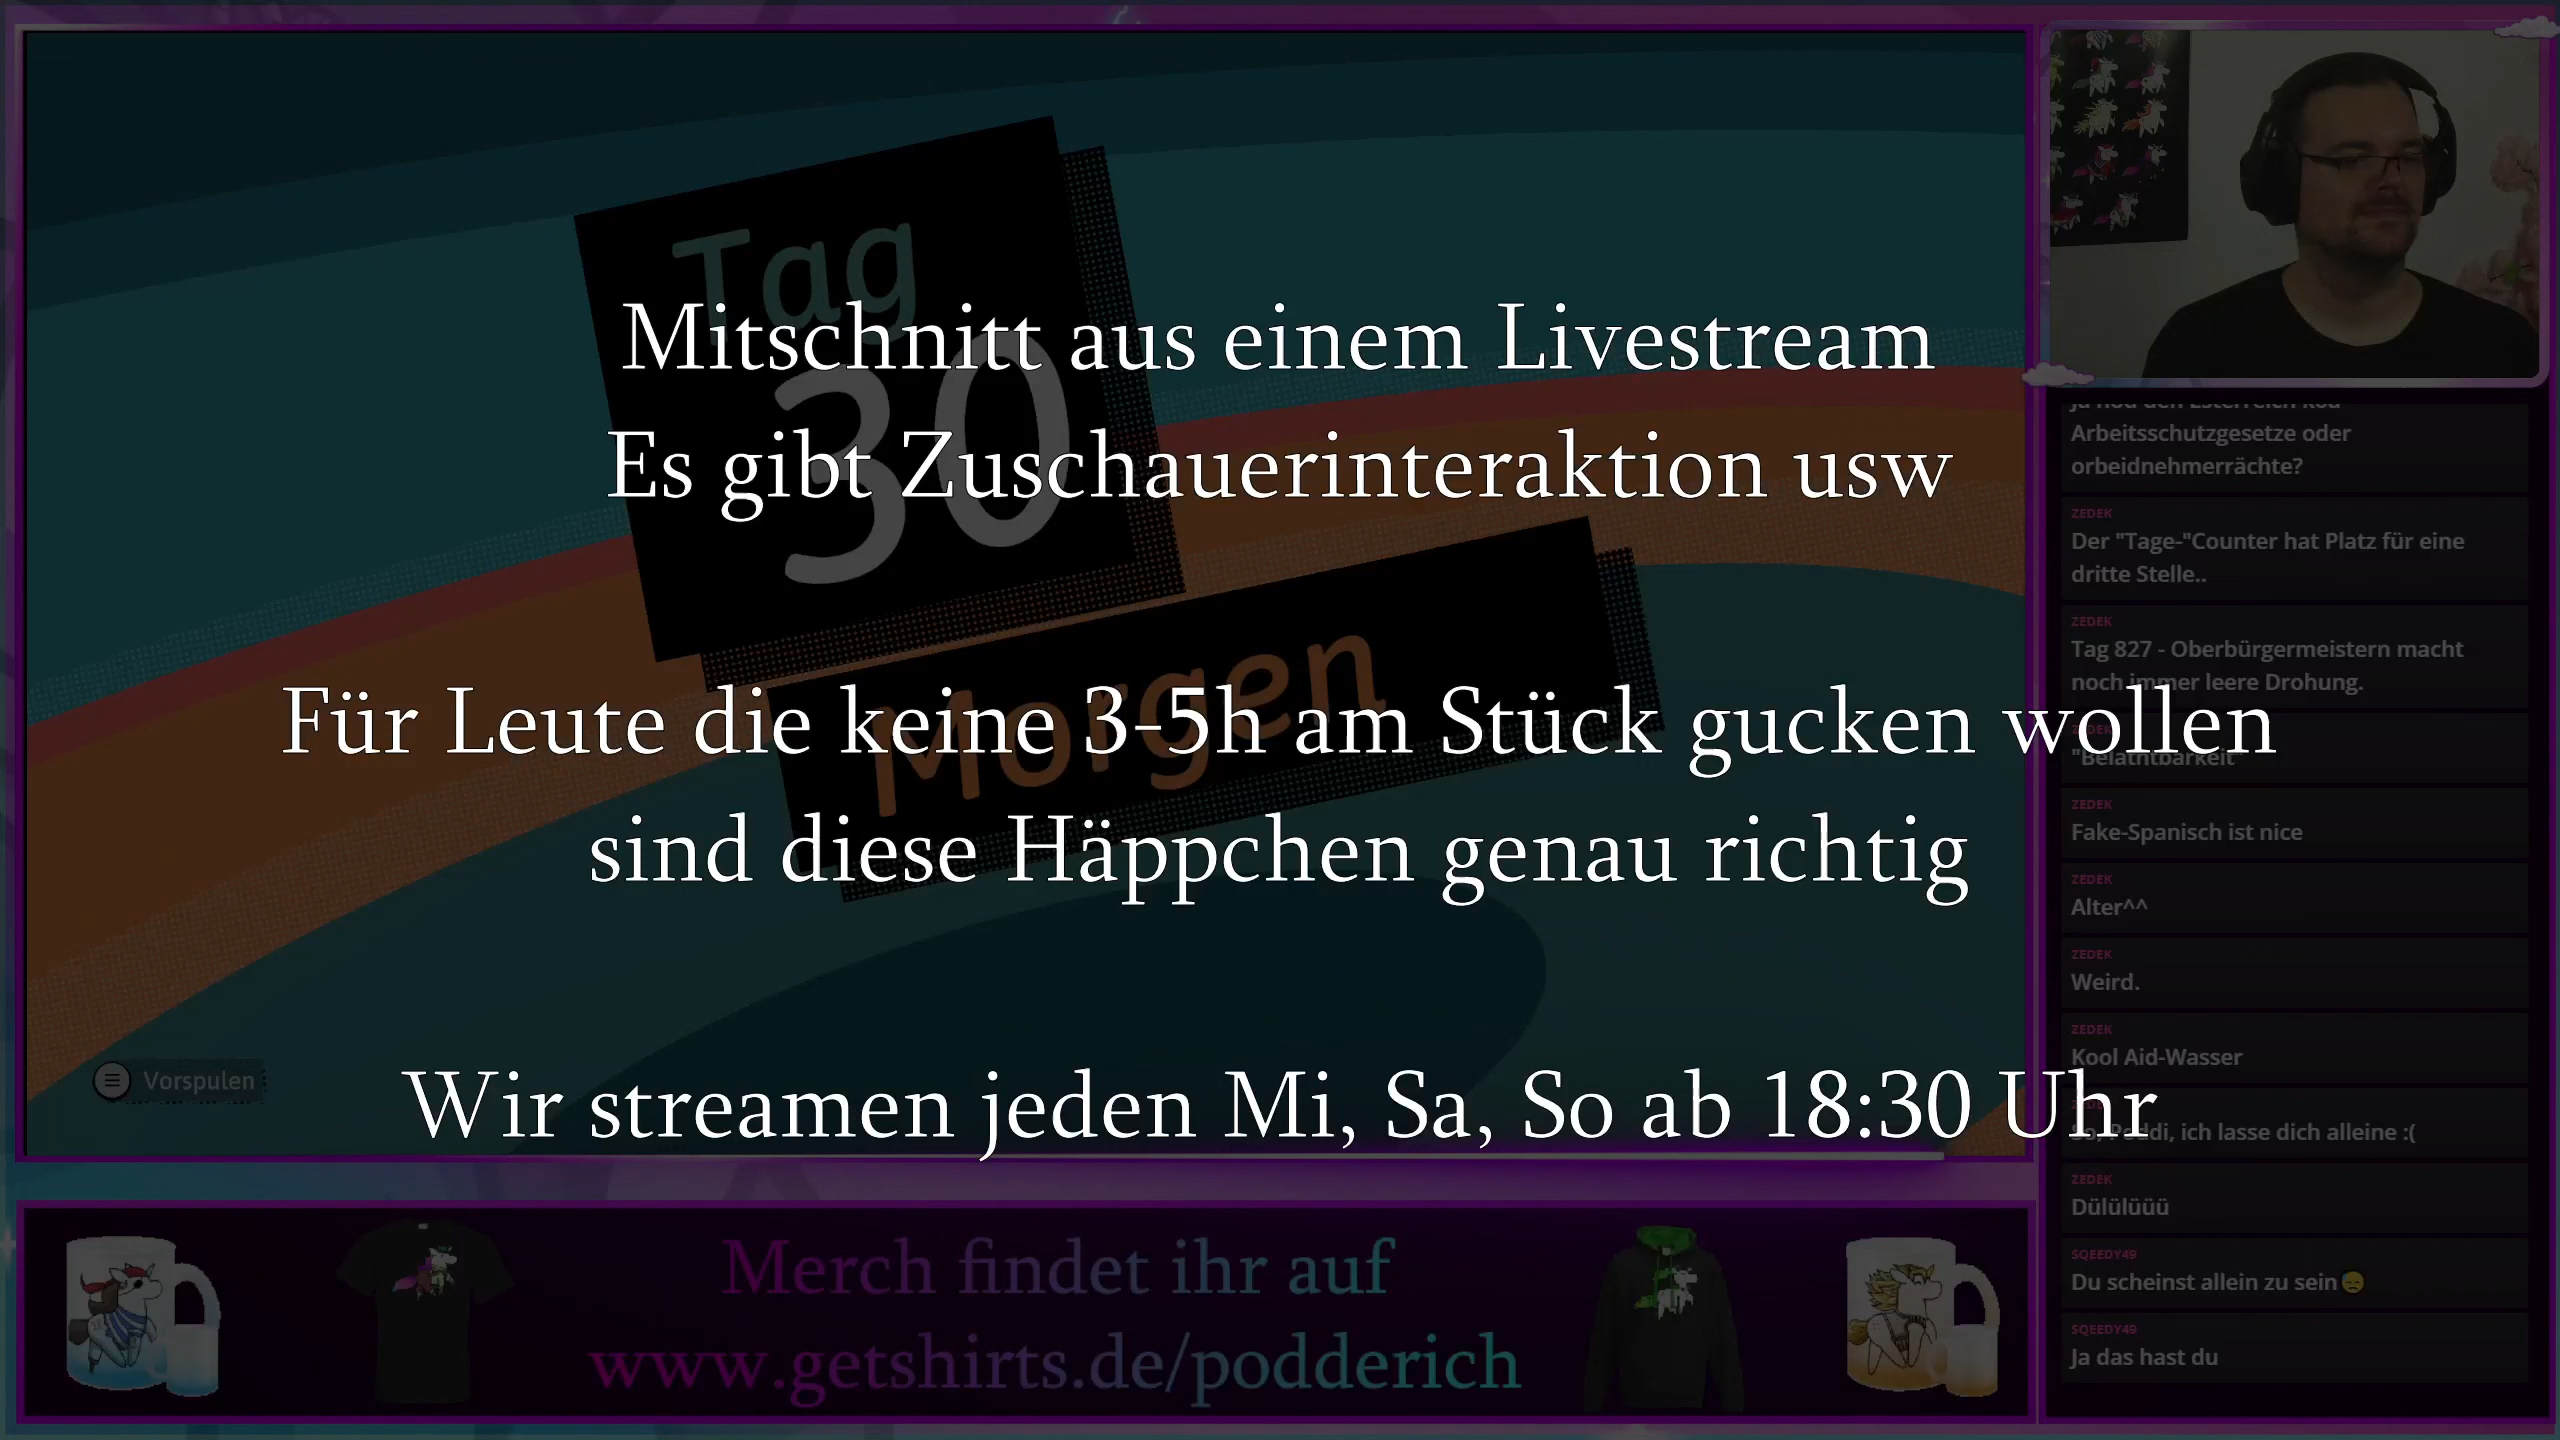 Tag
30
Morgen
Mitschnitt aus einem Livestream
Es gibt Zuschauerinteraktion usw
Für Leute die keine 3-5h am Stück gucken wollen
sind diese Häppchen genau richtig
Wir streamen jeden Mi, Sa, So ab 18:30 Uhr
Vorspulen
Merch findet ihr auf
www.getshirts.de/podderich
Arbeitsschutzgesetze oder
orbeidnehmerrächte?
ZEDEK
Der "Tage-"Counter hat Platz für eine
dritte Stelle..
ZEDEK
Tag 827 - Oberbürgermeistern macht
noch immer leere Drohung.
ZEDEK
Fake-Spanisch ist nice
ZEDEK
Alter^^
ZEDEK
Weird.
ZEDEK
Kool Aid-Wasser
So, Poddi, ich lasse dich alleine :(
ZEDEK
Dülülüüü
SQEEDY49
Du scheinst allein zu sein
SQEEDY49
Ja das hast du